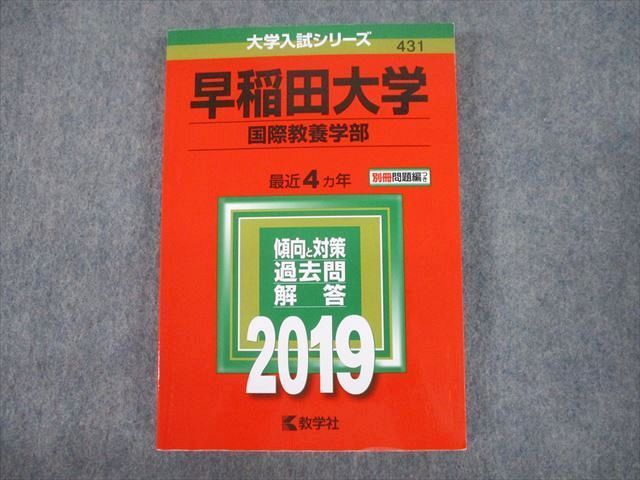 大学入試シリーズ
431
早稲田大学
国際教養学部
最近4カ年
別冊問題編つき
傾向と対策
過去問
解答
2019
教学社